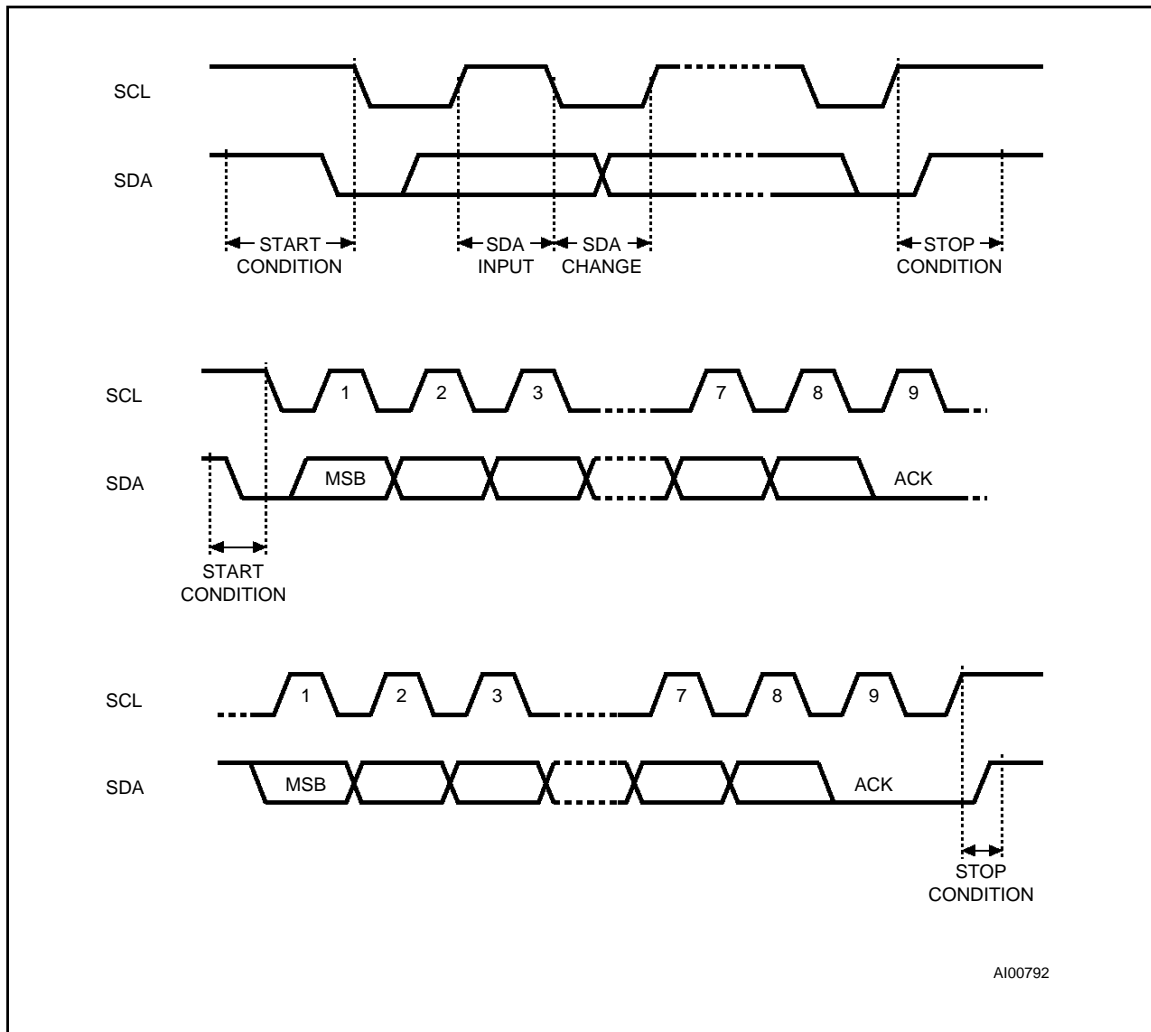 SCL
SDA
START
CONDITION
SDA
INPUT
SDA
CHANGE
STOP
CONDITION
SCL
1
2
3
7
8
9
SDA
MSB
ACK
START
CONDITION
SCL
1
2
3
7
8
9
SDA
MSB
ACK
STOP
CONDITION
AI00792